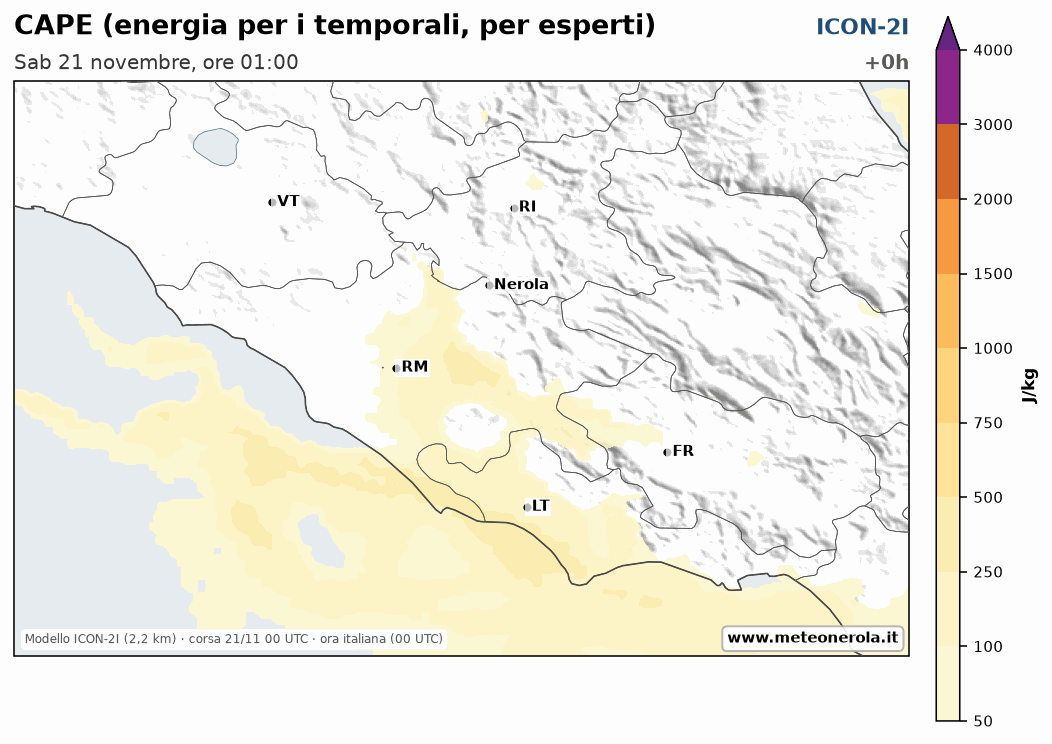 CAPE (energia per i temporali, per esperti)
ICON-2I
Sab 21 novembre, ore 01:00
+0h
4000
3000
2000
1500
1000
750
500
250
100
50
J/kg
VT
RI
Nerola
RM
FR
LT
Modello ICON-2I (2,2 km) · corsa 21/11 00 UTC · ora italiana (00 UTC)
www.meteonerola.it